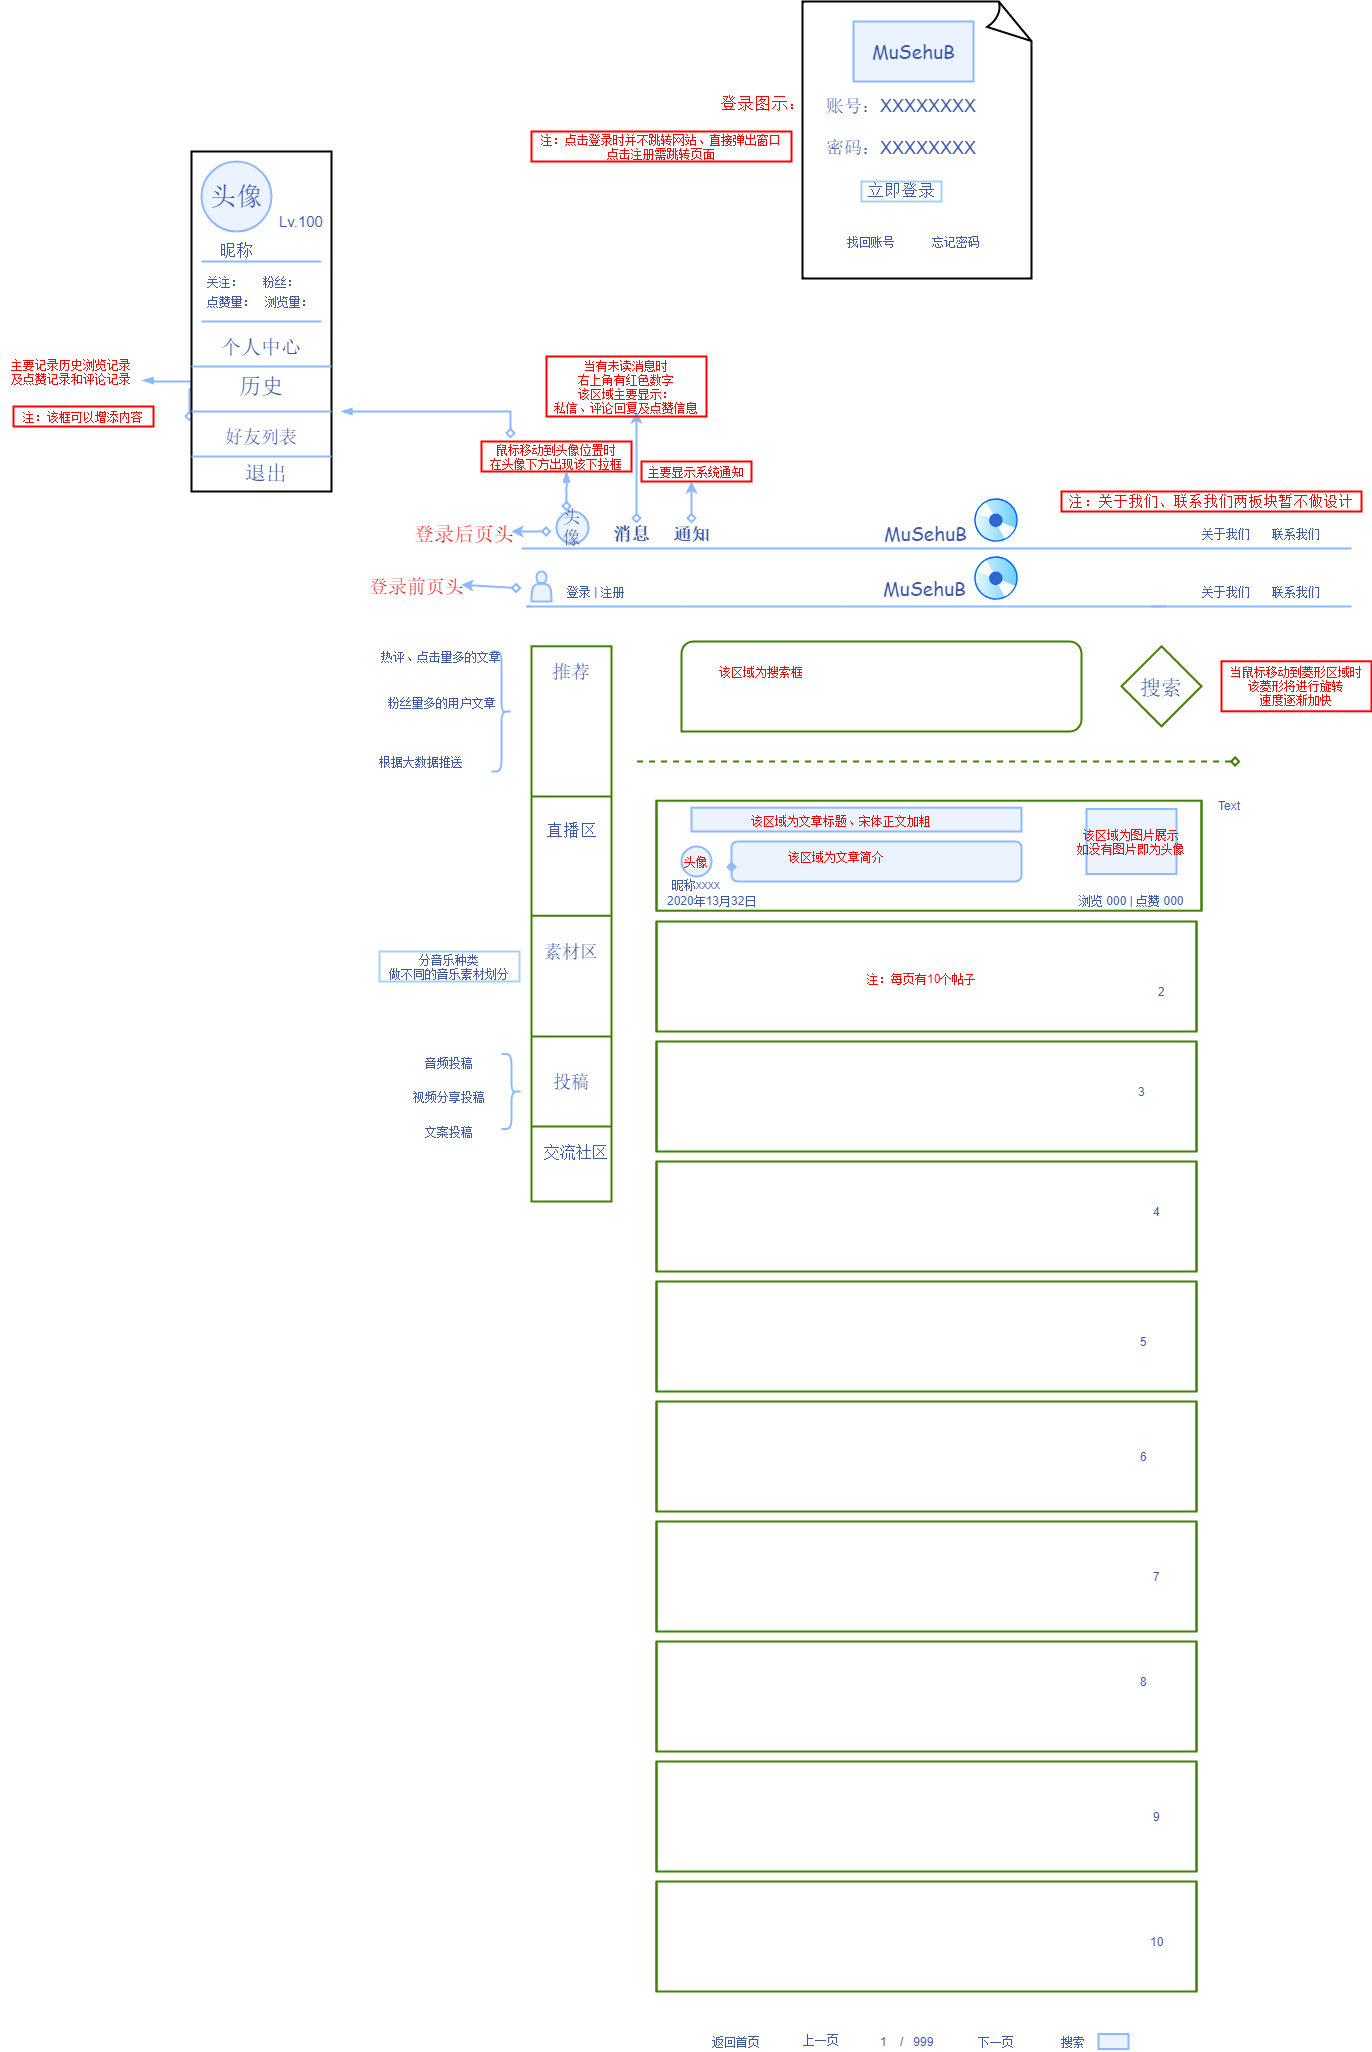 MuSehuB
登录图示：
账号：XXXXXXXX
注：点击登录时并不跳转网站、直接弹出窗口
点击注册需跳转页面
密码：XXXXXXXX
立即登录
找回账号 忘记密码
头像
Lv.100
昵称
关注： 粉丝：
点赞量： 浏览量：
个人中心
历史
好友列表
退出
主要记录历史浏览记录
及点赞记录和评论记录
注：该框可以增添内容
当有未读消息时
右上角有红色数字
该区域主要显示：
私信、评论回复及点赞信息
鼠标移动到头像位置时
在头像下方出现该下拉框
主要显示系统通知
注：关于我们、联系我们两板块暂不做设计
登录后页头
头
像
消息 通知
MuSehuB
关于我们 联系我们
登录前页头
登录 | 注册
MuSehuB
关于我们 联系我们
热评、点击量多的文章
粉丝量多的用户文章
根据大数据推送
推荐
该区域为搜索框
搜索
当鼠标移动到菱形区域时
该菱形将进行旋转
速度逐渐加快
直播区
该区域为文章标题、宋体正文加粗
Text
头像
该区域为文章简介
该区域为图片展示
如没有图片即为头像
昵称xxxx
2020年13月32日
浏览 000 | 点赞 000
素材区
分音乐种类
做不同的音乐素材划分
注：每页有10个帖子
2
投稿
音频投稿
视频分享投稿
文案投稿
3
交流社区
4
5
6
7
8
9
10
返回首页 上一页 1 / 999 下一页 搜索